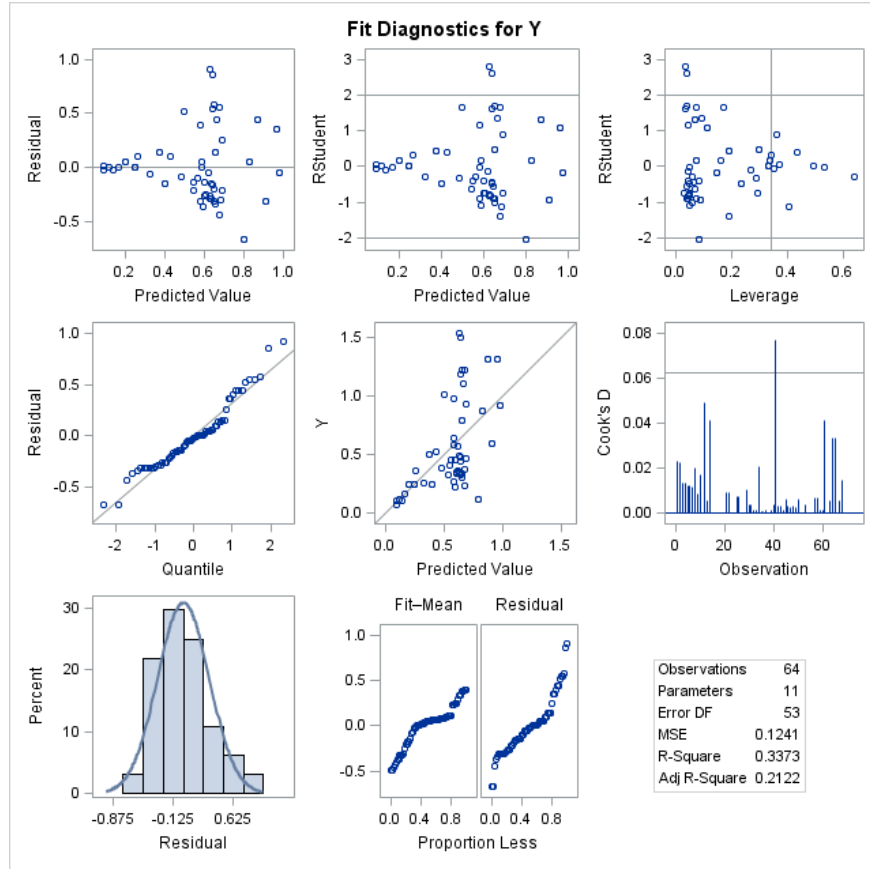 Fit Diagnostics for Y
1.0
0.5
0.0
-0.5
Residual
0.2 0.4 0.6 0.8 1.0
Predicted Value
3
2
1
0
-1
-2
RStudent
0.2 0.4 0.6 0.8 1.0
Predicted Value
3
2
1
0
-1
-2
RStudent
0.0 0.2 0.4 0.6
Leverage
1.0
0.5
0.0
-0.5
Residual
-2 -1 0 1 2
Quantile
1.5
1.0
0.5
0.0
Y
0.0 0.5 1.0 1.5
Predicted Value
0.08
0.06
0.04
0.02
0.00
Cook's D
0 20 40 60
Observation
30
20
10
0
Percent
-0.875 -0.125 0.625
Residual
Fit–Mean Residual
1.0
0.5
0.0
-0.5
0.0 0.4 0.8 0.0 0.4 0.8
Proportion Less
Observations 64
Parameters 11
Error DF 53
MSE 0.1241
R-Square 0.3373
Adj R-Square 0.2122